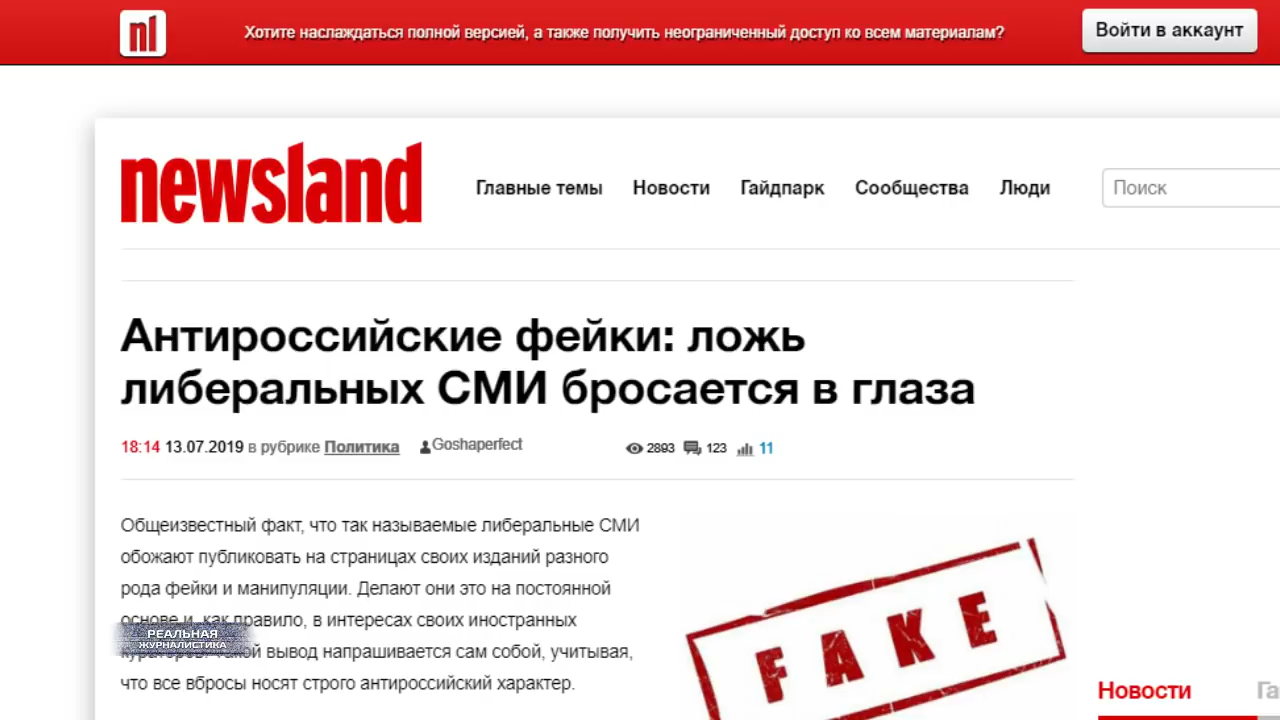 nl
Хотите наслаждаться полной версией, а также получить неограниченный доступ ко всем материалам?
Войти в аккаунт
newsland
Главные темы Новости Гайдпарк Сообщества Люди
Поиск
Антироссийские фейки: ложь
либеральных СМИ бросается в глаза
18:14 13.07.2019 в рубрике Политика Goshaperfect 2893 123 11
Общеизвестный факт, что так называемые либеральные СМИ
обожают публиковать на страницах своих изданий разного
рода фейки и манипуляции. Делают они это на постоянной
основе и, как правило, в интересах своих иностранных
вывод напрашивается сам собой, учитывая,
что все вбросы носят строго антироссийский характер.
РЕАЛЬНАЯ
ЖУРНАЛИСТИКА
FAKE
Новости Га